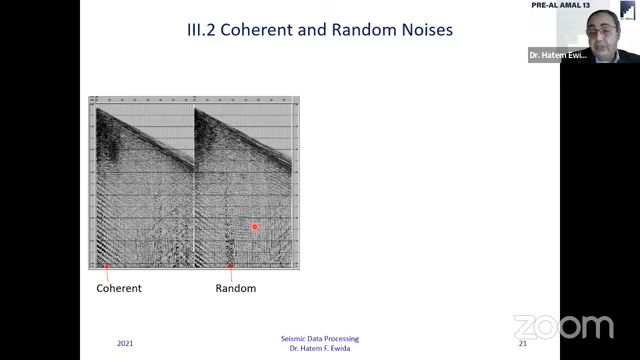 PRE-AL AMAL 13
Dr. Hatem Ewi...
III.2 Coherent and Random Noises
Coherent
Random
2021
Seismic Data Processing
Dr. Hatem F. Ewida
21
zoom